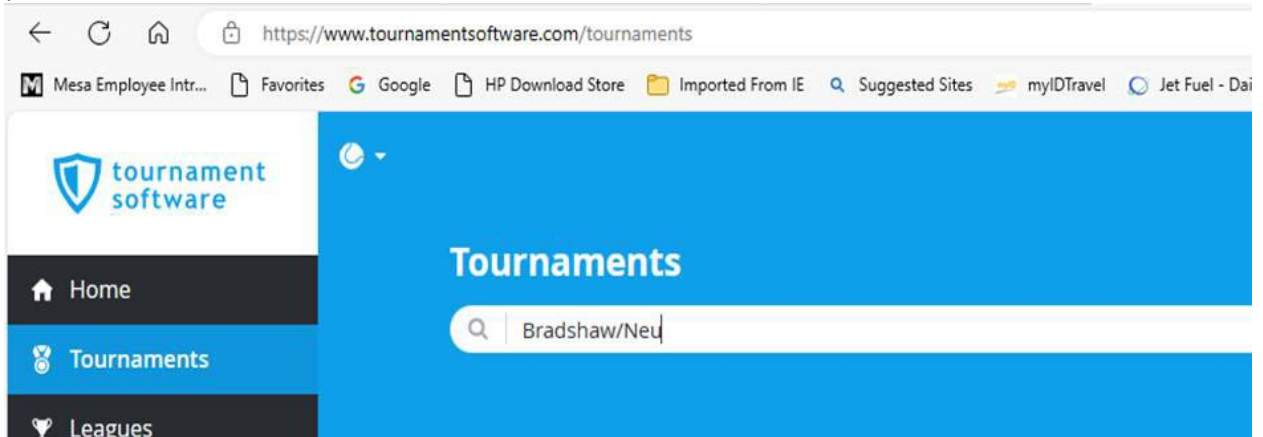 https://www.tournamentsoftware.com/tournaments
Mesa Employee Intr... Favorites Google HP Download Store Imported From IE Suggested Sites myIDTravel Jet Fuel - Dai
tournament
software
Tournaments
Bradshaw/Neu
Home
Tournaments
Leagues